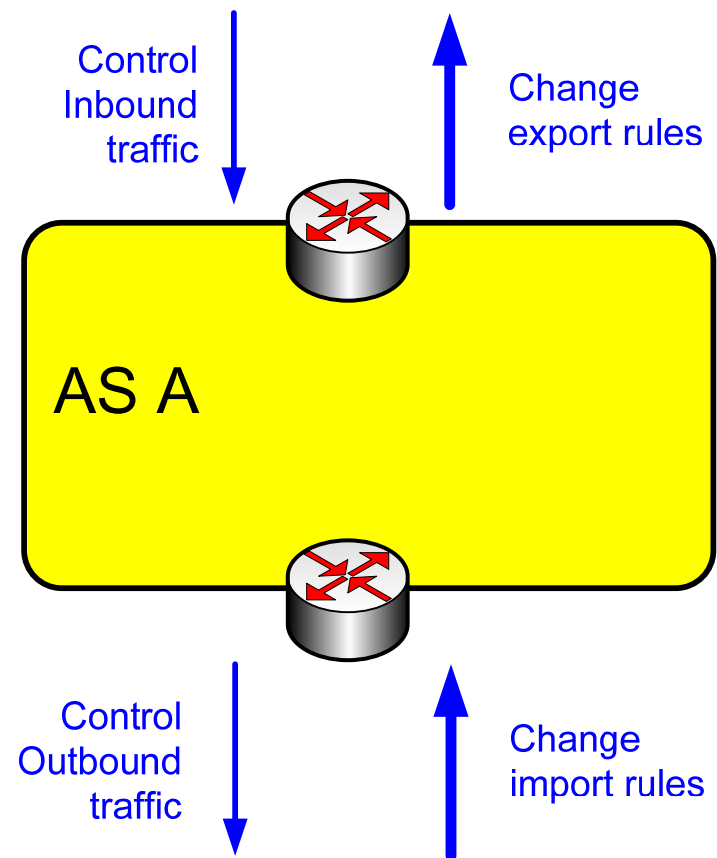 Control
Inbound
traffic
Change
export rules
AS A
Control
Outbound
traffic
Change
import rules